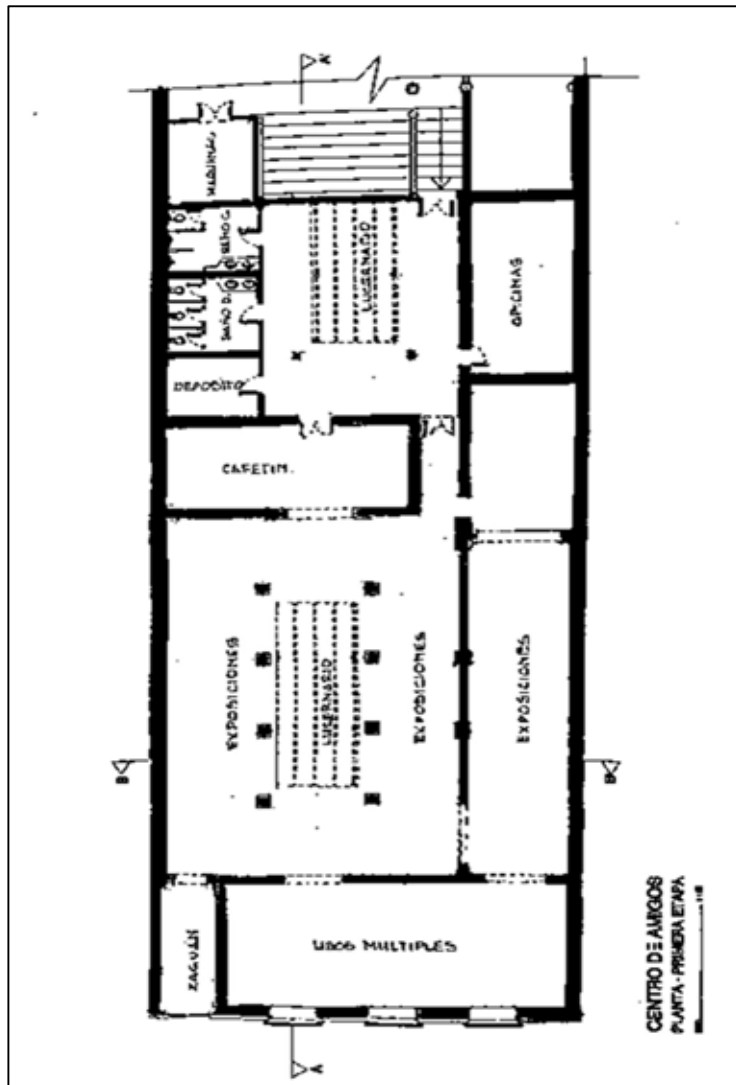 A'
MAQUINAS
BAÑO C.
BAÑO D.
DEPOSITO
LUCERNARIO
OFICINAS
CAFETIN.
EXPOSICIONES
LUCERNARIO
EXPOSICIONES
EXPOSICIONES
B
B'
ZAGUÁN
USOS MULTIPLES
A
CENTRO DE AMIGOS
PLANTA - PRIMERA ETAPA